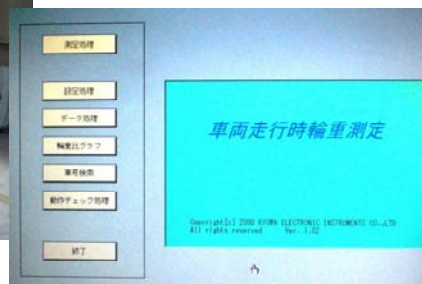 測定処理
設定処理
データ処理
輪重比グラフ
車号検索
動作チェック処理
終了
車両走行時輪重測定
Copyright[c] 2002 KYOWA ELECTRONIC INSTRUMENTS CO.,LTD
All rights reserved Ver. 1.02